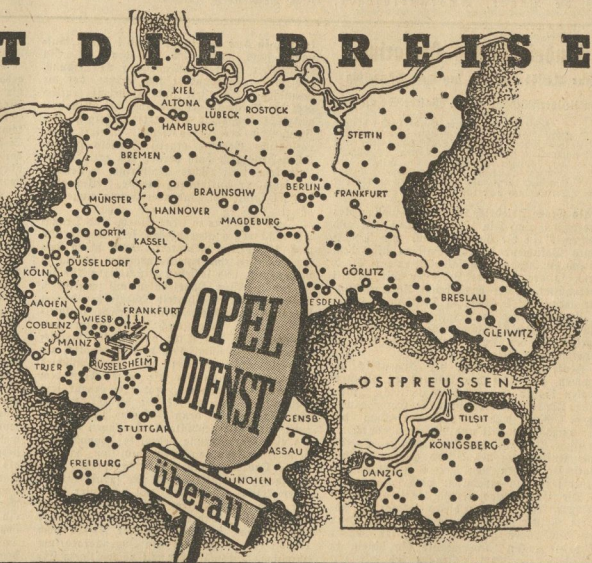 T DIE PREISE
KIEL
ALTONA
LÜBECK
ROSTOCK
HAMBURG
STETTIN
BREMEN
BERLIN
BRAUNSCHW
FRANKFURT
MÜNSTER
HANNOVER
MAGDEBURG
DORTM
KASSEL
DÜSSELDORF
KÖLN
GÖRLITZ
AACHEN
ESDEN
BRESLAU
COBLENZ
WIESB
FRANKFURT
MAINZ
GLEIWITZ
RÜSSELSHEIM
TRIER
OPEL
DIENST
überall
STUTTGAR
GENSB
ASSAU
FREIBURG
UNCHEN
OSTPREUSSEN
TILSIT
KÖNIGSBERG
DANZIG